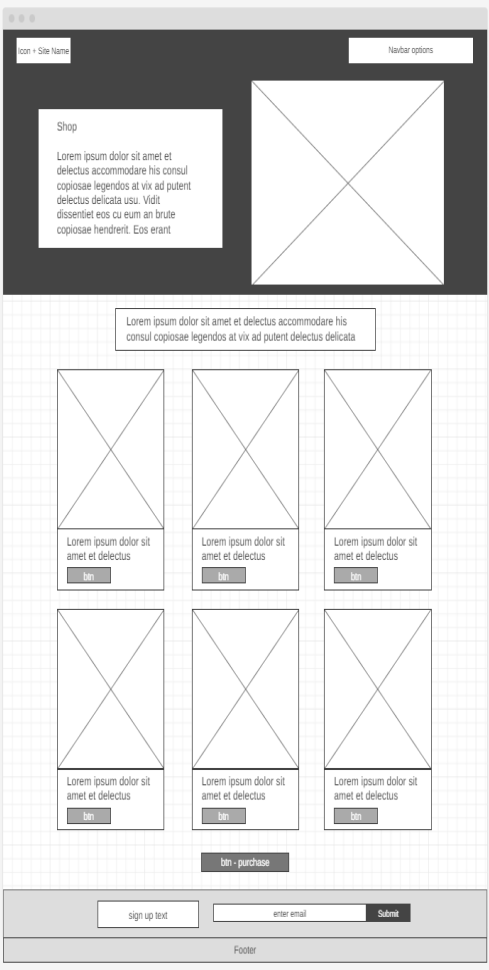 Icon + Site Name
Navbar options
Shop
Lorem ipsum dolor sit amet et
delectus accommodare his consul
copiosae legendos at vix ad putent
delectus delicata usu. Vidit
dissentiet eos cu eum an brute
copiosae hendrerit. Eos erant
Lorem ipsum dolor sit amet et delectus accommodare his
consul copiosae legendos at vix ad putent delectus delicata
Lorem ipsum dolor sit
amet et delectus
btn
Lorem ipsum dolor sit
amet et delectus
btn
Lorem ipsum dolor sit
amet et delectus
btn
Lorem ipsum dolor sit
amet et delectus
btn
Lorem ipsum dolor sit
amet et delectus
btn
Lorem ipsum dolor sit
amet et delectus
btn
btn - purchase
sign up text
enter email
Submit
Footer